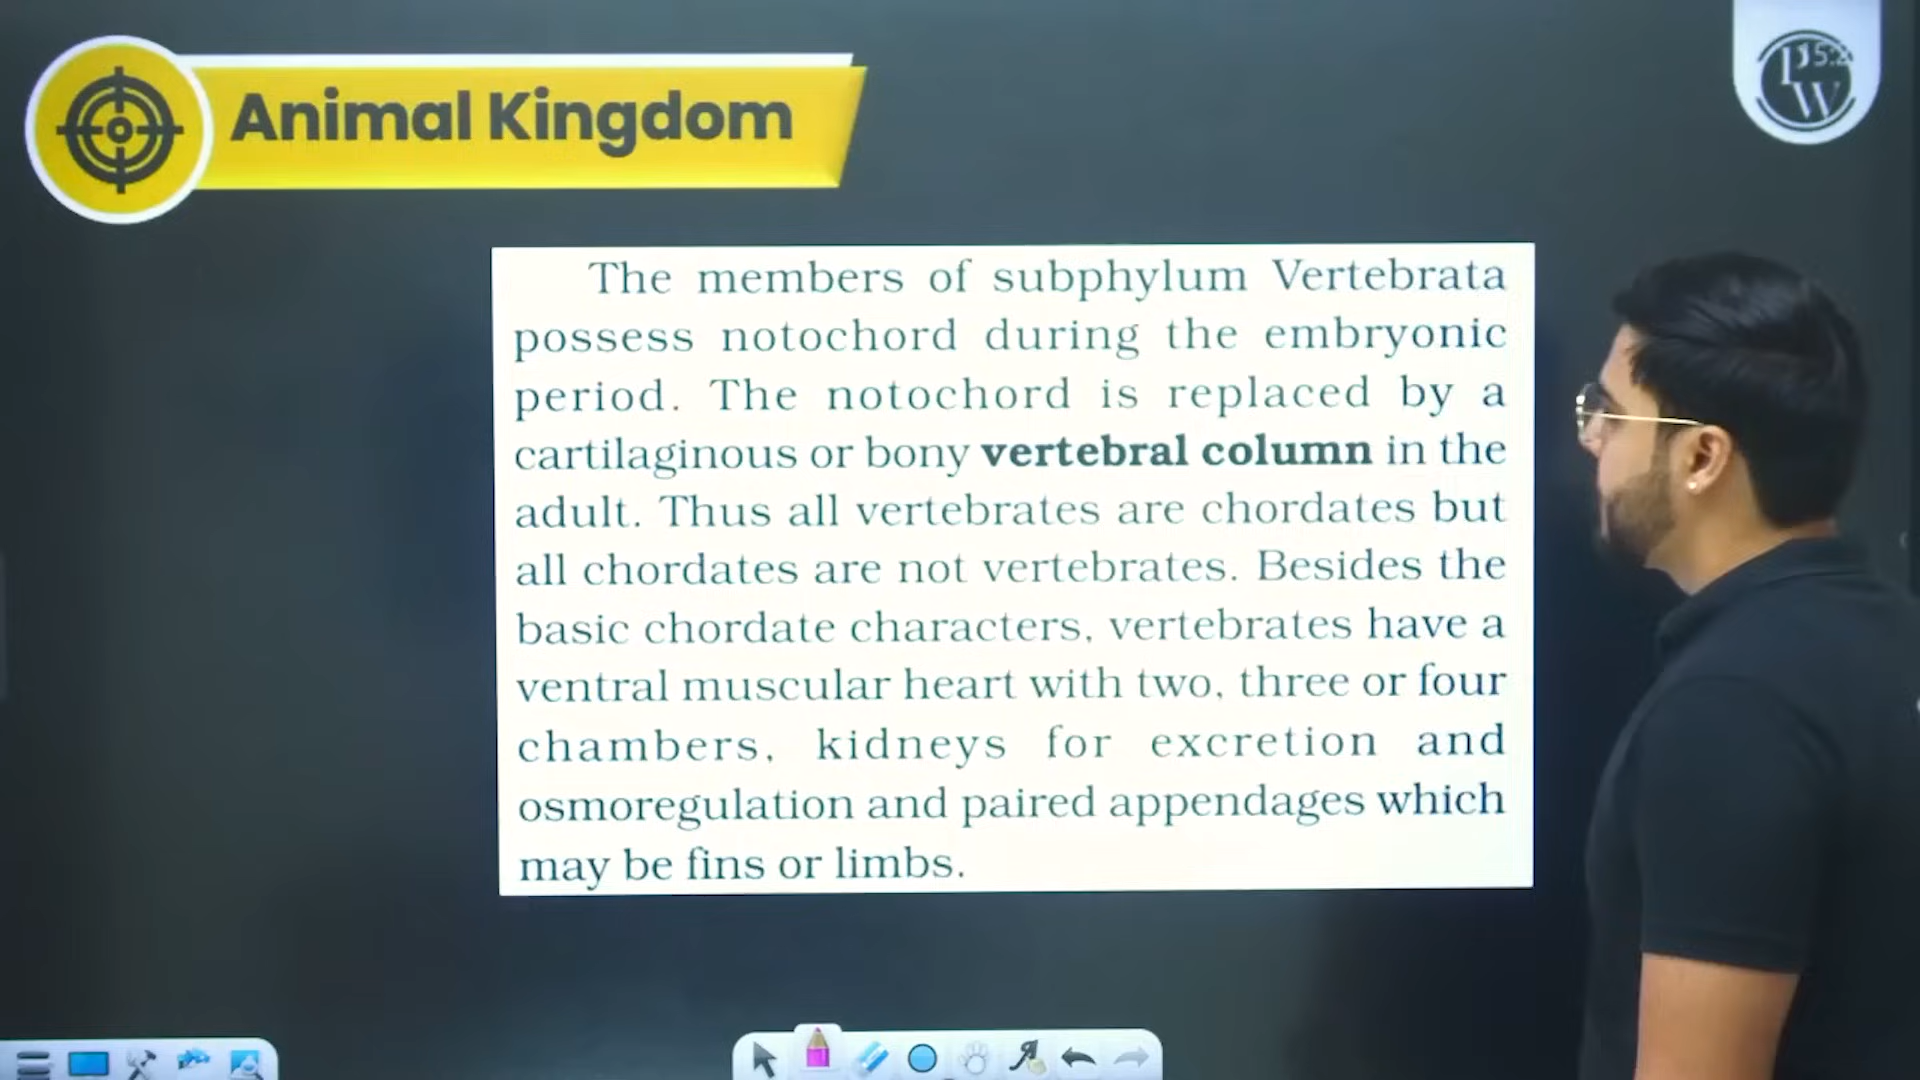 Animal Kingdom
PW
The members of subphylum Vertebrata
possess notochord during the embryonic
period. The notochord is replaced by a
cartilaginous or bony vertebral column in the
adult. Thus all vertebrates are chordates but
all chordates are not vertebrates. Besides the
basic chordate characters, vertebrates have a
ventral muscular heart with two, three or four
chambers, kidneys for excretion and
osmoregulation and paired appendages which
may be fins or limbs.